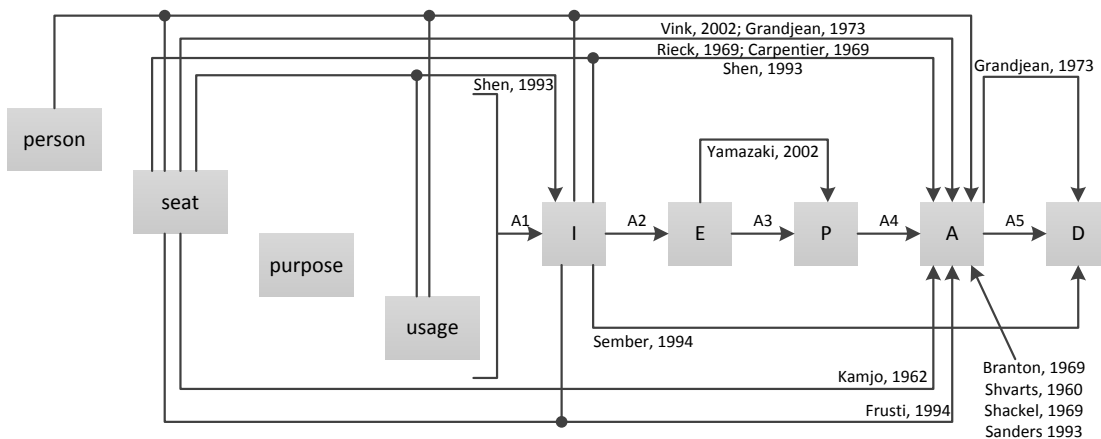 Vink, 2002; Grandjean, 1973
Rieck, 1969; Carpentier, 1969
Shen, 1993
Grandjean, 1973
Shen, 1993
person
Yamazaki, 2002
seat
A1
I
A2
E
A3
P
A4
A
A5
D
purpose
usage
Sember, 1994
Kamjo, 1962
Branton, 1969
Shvarts, 1960
Frusti, 1994
Shackel, 1969
Sanders 1993